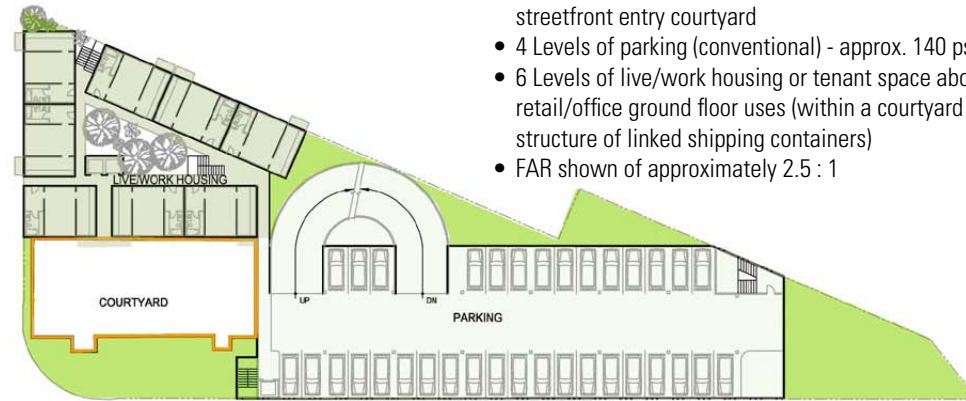 streetfront entry courtyard
• 4 Levels of parking (conventional) - approx. 140
• 6 Levels of live/work housing or tenant space
retail/office ground floor uses (within a courtyard
structure of linked shipping containers)
• FAR shown of approximately 2.5 : 1
LIVE/WORK HOUSING
COURTYARD
UP
DN
PARKING